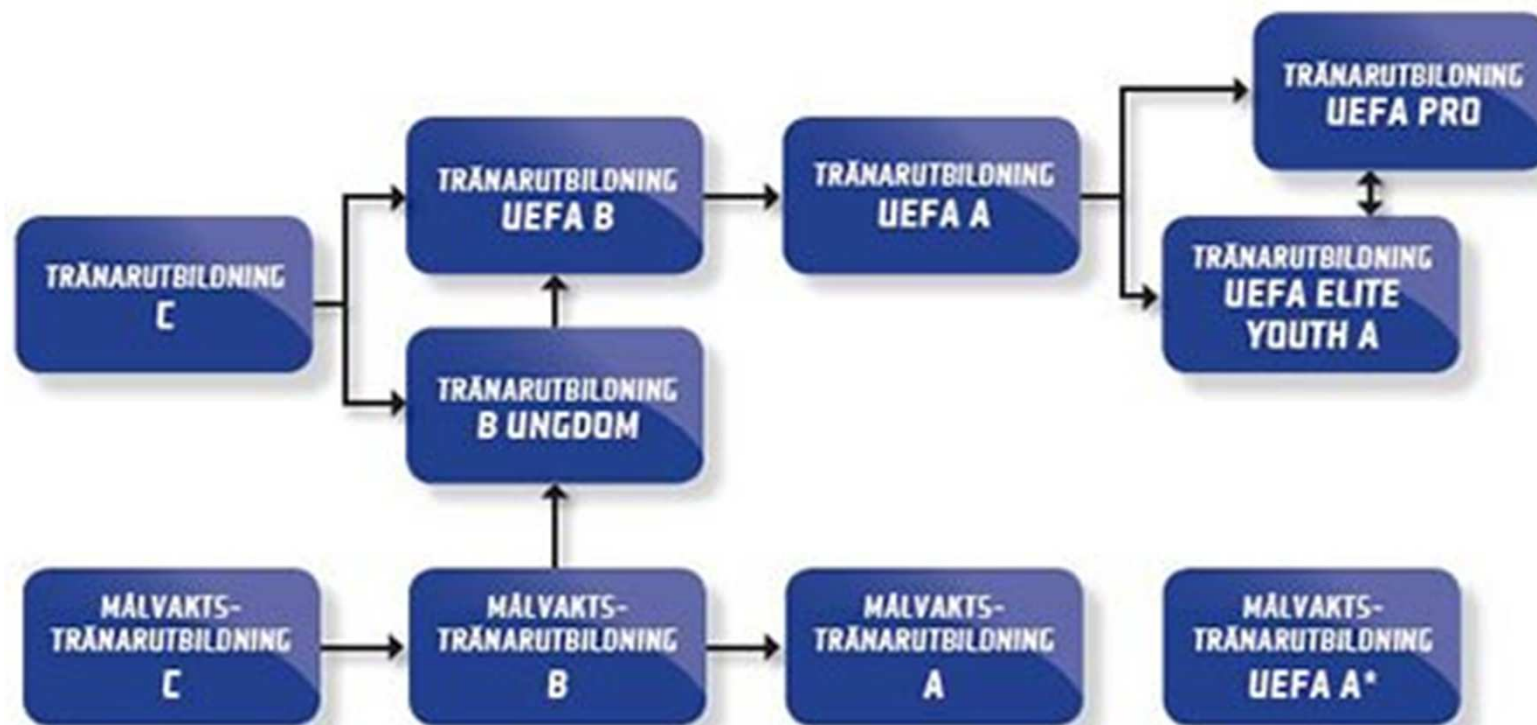 TRÄNARUTBILDNING
UEFA PRO
TRÄNARUTBILDNING
UEFA B
TRÄNARUTBILDNING
UEFA A
TRÄNARUTBILDNING
C
TRÄNARUTBILDNING
UEFA ELITE
YOUTH A
TRÄNARUTBILDNING
B UNGDOM
MÅLVAKTS-
TRÄNARUTBILDNING
C
MÅLVAKTS-
TRÄNARUTBILDNING
B
MÅLVAKTS-
TRÄNARUTBILDNING
A
MÅLVAKTS-
TRÄNARUTBILDNING
UEFA A*